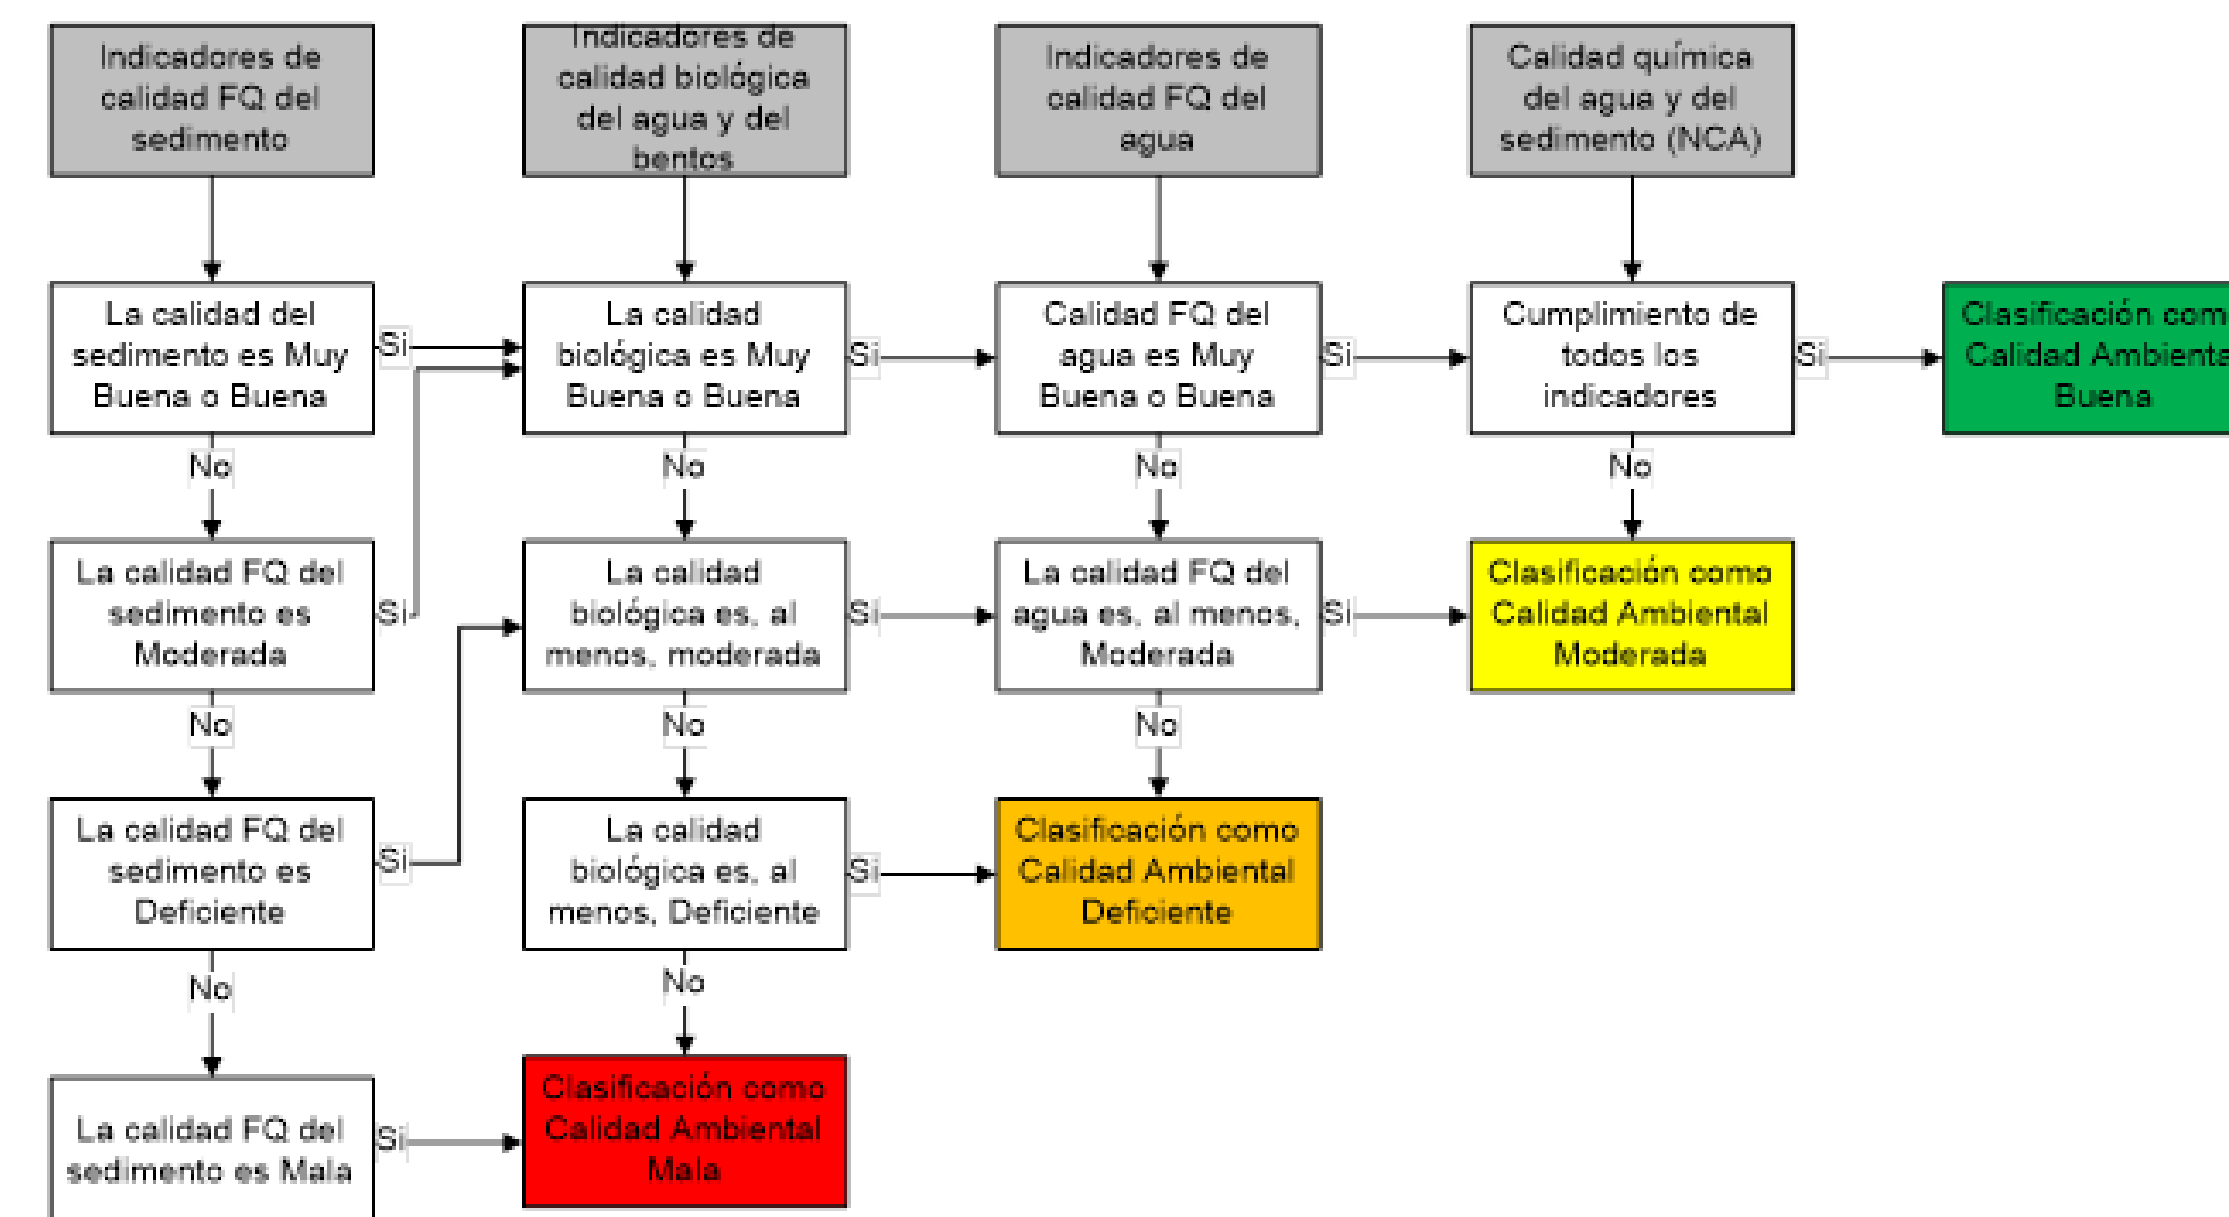 Indicadores de
calidad FQ del
sedimento
Indicadores de
calidad biológica
del agua y del
bentos
Indicadores de
calidad FQ del
agua
Calidad química
del agua y del
sedimento (NCA)
La calidad del
sedimento es Muy
Buena o Buena
Si
La calidad
biológica es Muy
Buena o Buena
Si
Calidad FQ del
agua es Muy
Buena o Buena
Si
Cumplimiento de
todos los
indicadores
Si
Clasificación com
Calidad Ambienta
Buena
No
No
No
No
La calidad FQ del
sedimento es
Moderada
Si
La calidad
biológica es, al
menos, moderada
Si
La calidad FQ del
agua es, al menos,
Moderada
Si
Clasificación como
Calidad Ambiental
Moderada
No
No
No
La calidad FQ del
sedimento es
Deficiente
Si
La calidad
biológica es, al
menos, Deficiente
Si
Clasificación como
Calidad Ambiental
Deficiente
No
No
La calidad FQ del
sedimento es Mala
Si
Clasificación como
Calidad Ambiental
Mala